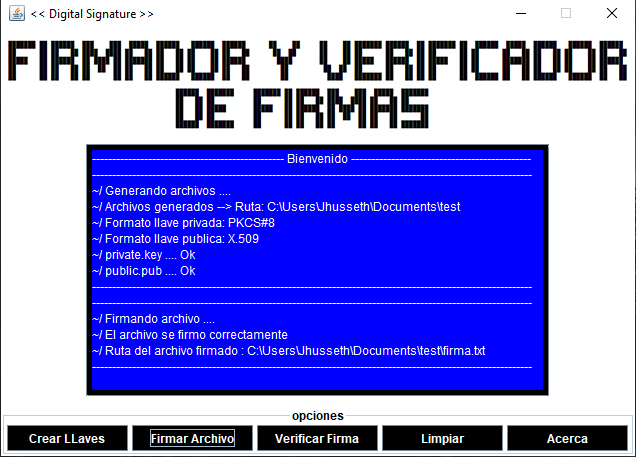 << Digital Signature >>
FIRMADOR Y VERIFICADOR
DE FIRMAS
------------------------------------------------ Bienvenido ---------------------------------------------
--------------------------------------------------------------------------------------------------------------
~/ Generando archivos ....
~/ Archivos generados --> Ruta: C:\Users\Jhusseth\Documents\test
~/ Formato llave privada: PKCS#8
~/ Formato llave publica: X.509
~/ private.key .... Ok
~/ public.pub .... Ok
--------------------------------------------------------------------------------------------------------------
--------------------------------------------------------------------------------------------------------------
~/ Firmando archivo ....
~/ El archivo se firmo correctamente
~/ Ruta del archivo firmado : C:\Users\Jhusseth\Documents\test\firma.txt
--------------------------------------------------------------------------------------------------------------
opciones
Crear LLaves
Firmar Archivo
Verificar Firma
Limpiar
Acerca